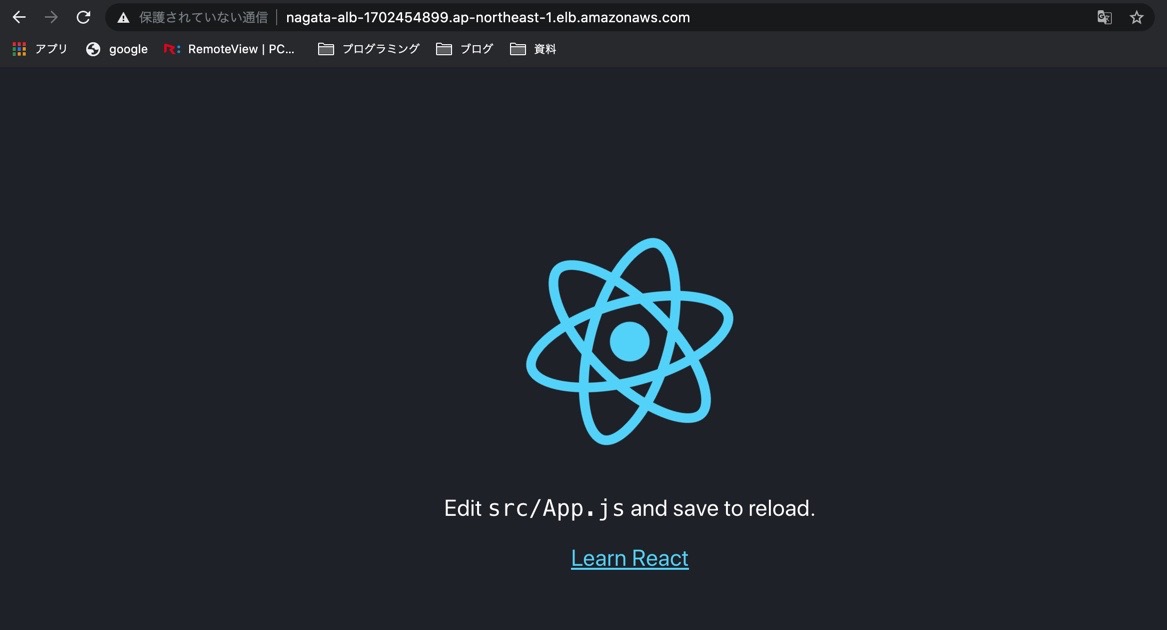 保護されていない通信 | nagata-alb-1702454899.ap-northeast-1.elb.amazonaws.com
アプリ google RemoteView | PC... プログラミング ブログ 資料
Edit src/App.js and save to reload.
Learn React